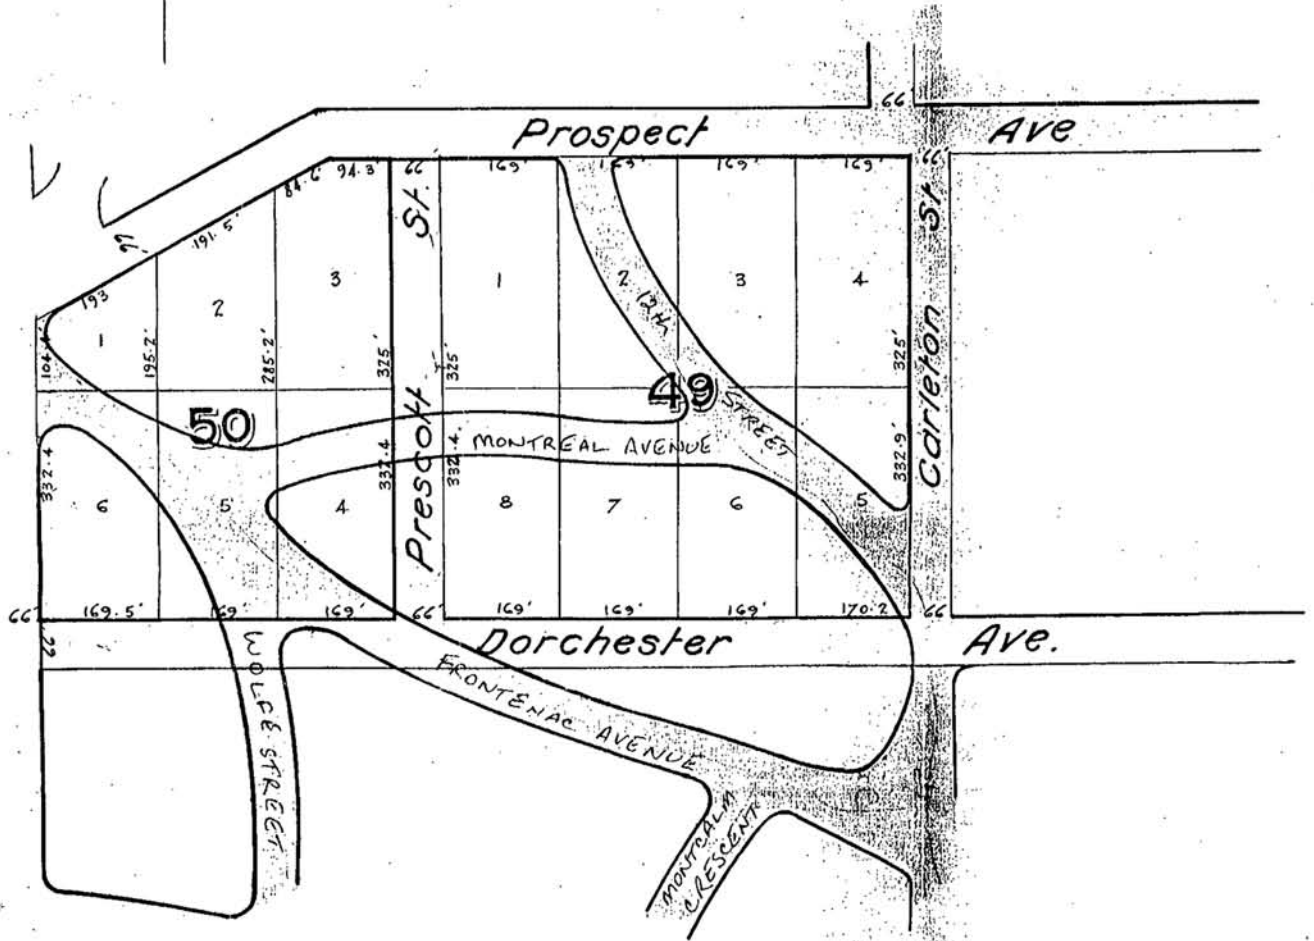 66'
Prospect Ave
84.6 94.3' 66' 169' 169' 169' 169' 66'
66'
191.5'
193
St.
St
1 2 3
1 2 3 4
12th
STREET
195.2' 285.2' 325' 325' 325'
50
49
MONTREAL AVENUE
Prescott
Carleton
332.4 332.4 332.4 332.9'
6 5 4
8 7 6 5
66' 169.5' 169' 169' 66' 169' 169' 169' 170.2 66'
66
Dorchester Ave.
WOLFE STREET
FRONTENAC AVENUE
MONTCALM
CRESCENT